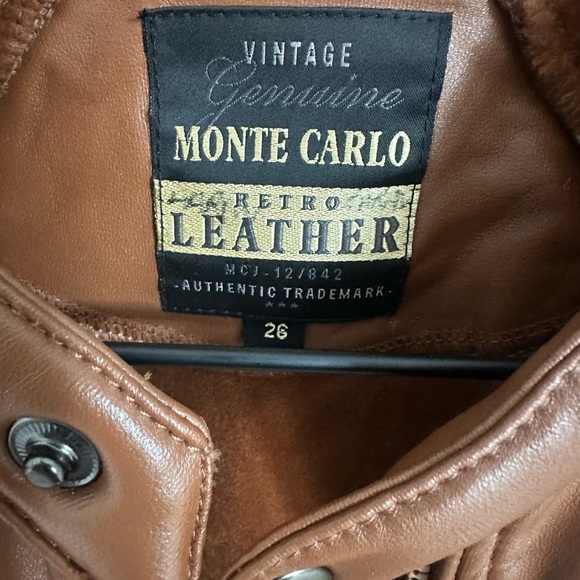 VINTAGE
Genuine
MONTE CARLO
RETRO
LEATHER
MCJ-12/842
-AUTHENTIC TRADEMARK-
***
26